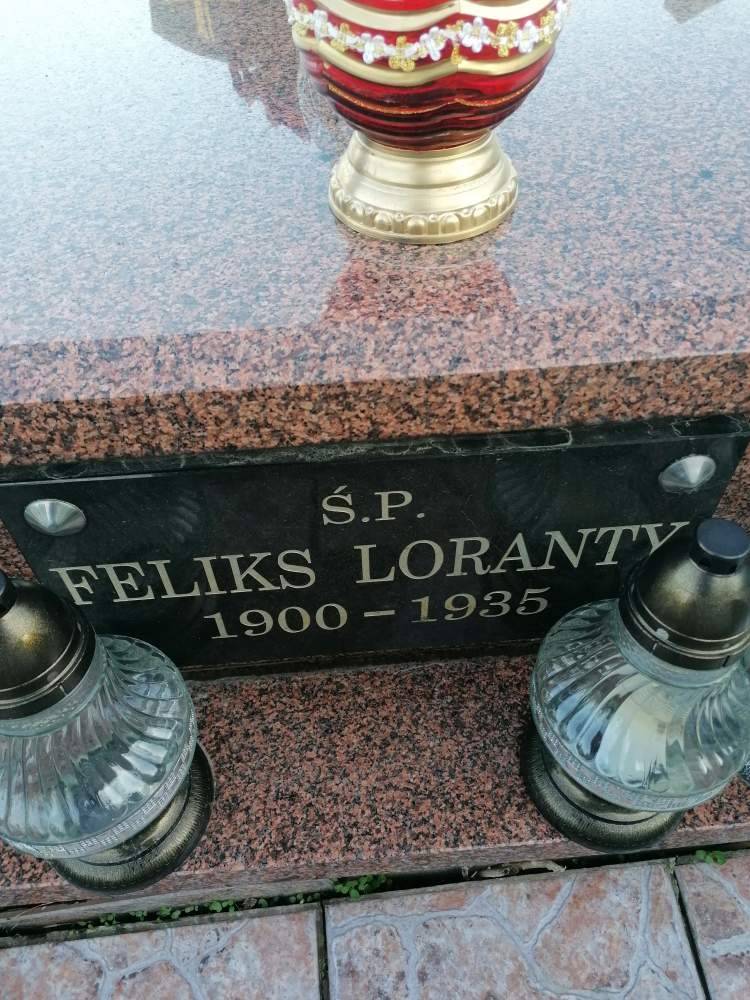 Ś.P.
FELIKS LORANTY
1900 – 1935